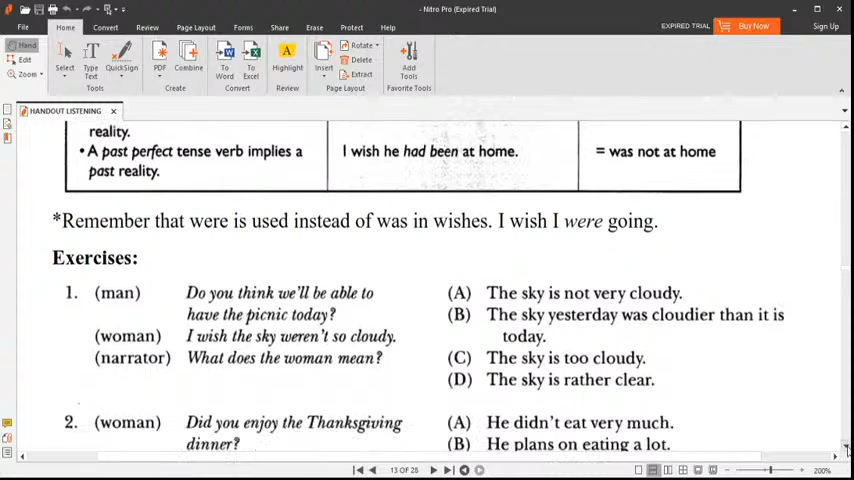 - Nitro Pro (Expired Trial)
File Home Convert Review Page Layout Forms Share Erase Protect Help EXPIRED TRIAL Buy Now Sign Up
Hand
Edit
Zoom
Select
Type Text
QuickSign
Tools
PDF
Combine
Create
To Word
To Excel
Convert
Highlight
Review
Insert
Rotate
Delete
Extract
Page Layout
Add Tools
Favorite Tools
HANDOUT LISTENING
reality.
• A past perfect tense verb implies a past reality. I wish he had been at home. = was not at home
*Remember that were is used instead of was in wishes. I wish I were going.
Exercises:
1. (man) Do you think we'll be able to have the picnic today?
(woman) I wish the sky weren't so cloudy.
(narrator) What does the woman mean?
(A) The sky is not very cloudy.
(B) The sky yesterday was cloudier than it is today.
(C) The sky is too cloudy.
(D) The sky is rather clear.
2. (woman) Did you enjoy the Thanksgiving dinner?
(A) He didn't eat very much.
(B) He plans on eating a lot.
13 OF 28
200%